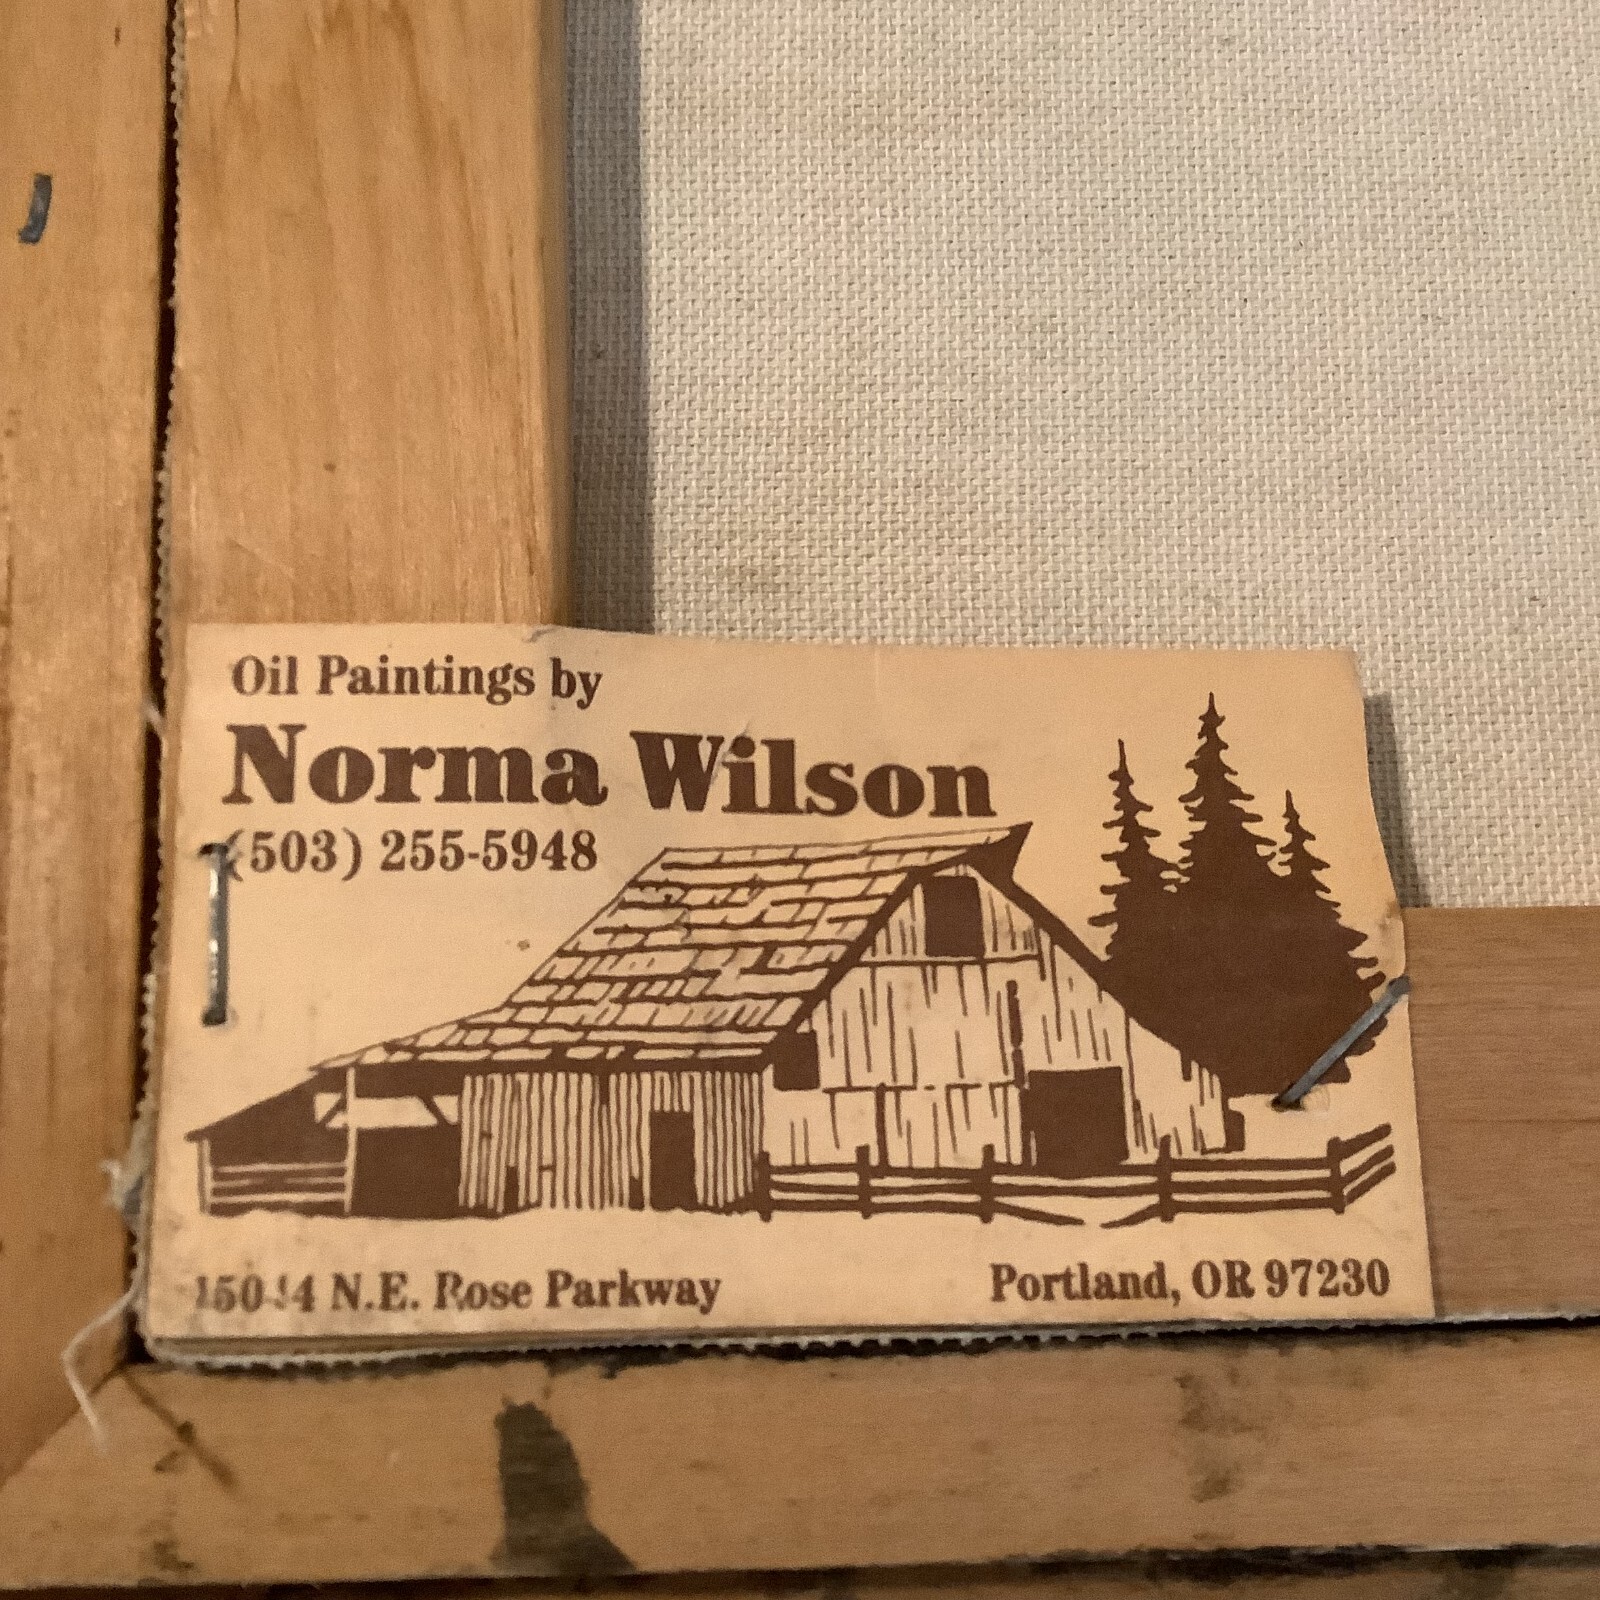 Oil Paintings by
Norma Wilson
(503) 255-5948
N.E. Rose Parkway
Portland, OR 97230